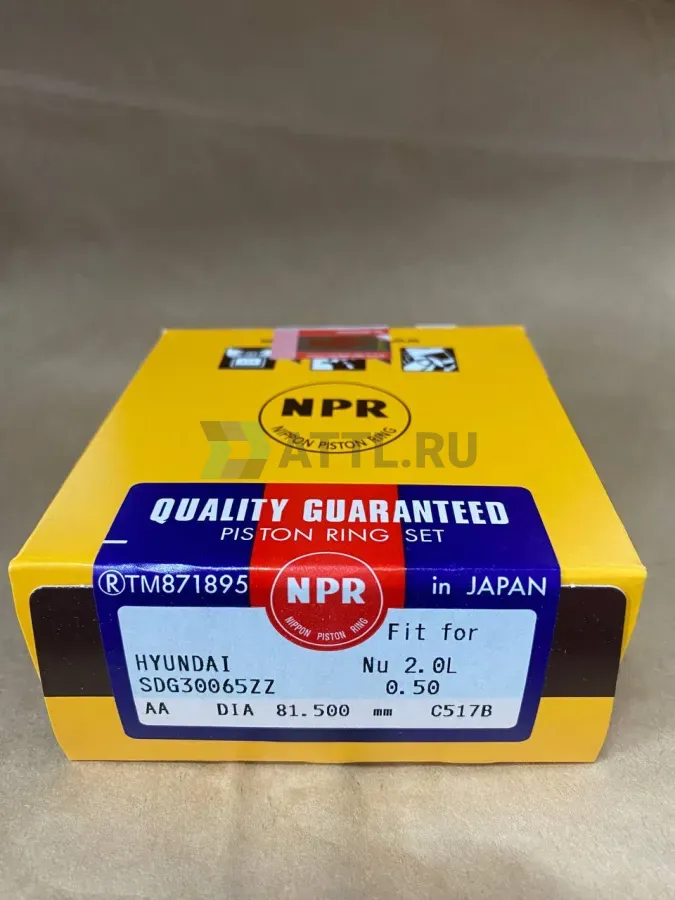 NPR
NIPPON PISTON RING
ATTL.RU
QUALITY GUARANTEED
PISTON RING SET
®TM871895 NPR in JAPAN
NIPPON PISTON RING
Fit for
HYUNDAI Nu 2.0L
SDG30065ZZ 0.50
AA DIA 81.500 mm C517B